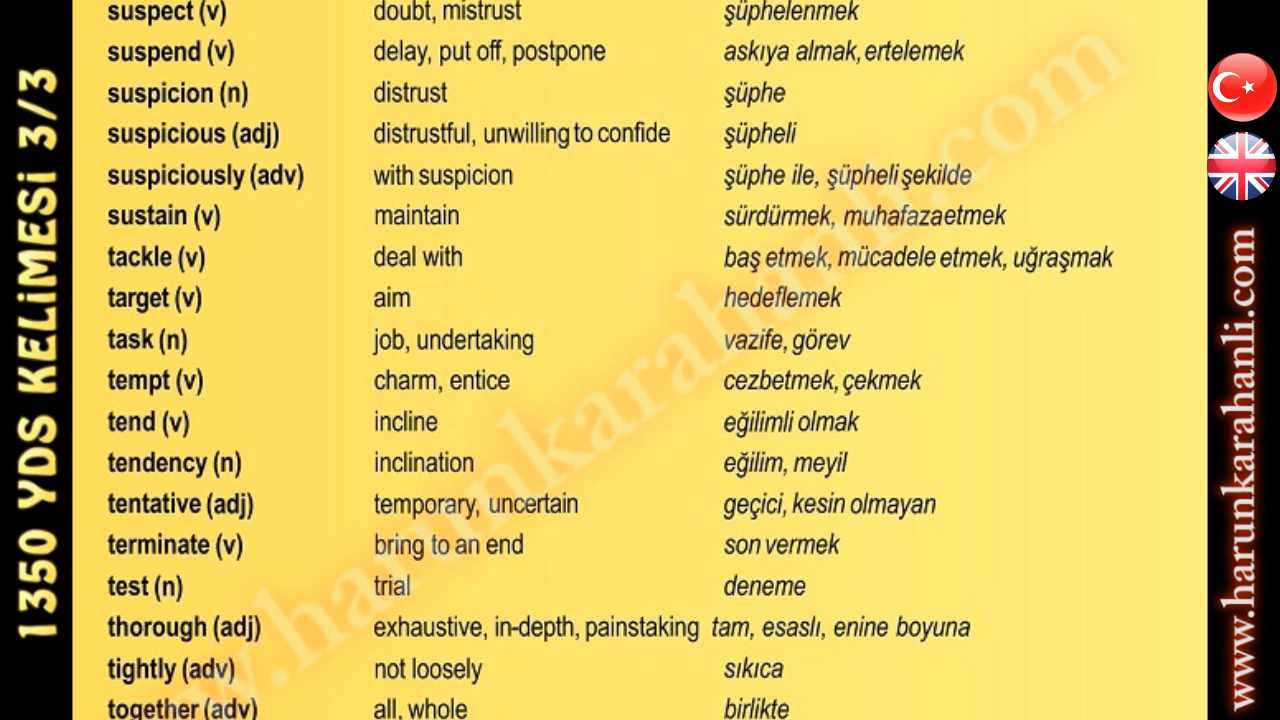 suspect (v) doubt, mistrust şüphelenmek
suspend (v) delay, put off, postpone askıya almak, ertelemek
suspicion (n) distrust şüphe
suspicious (adj) distrustful, unwilling to confide şüpheli
suspiciously (adv) with suspicion şüphe ile, şüpheli şekilde
sustain (v) maintain sürdürmek, muhafaza etmek
tackle (v) deal with baş etmek, mücadele etmek, uğraşmak
target (v) aim hedeflemek
task (n) job, undertaking vazife, görev
tempt (v) charm, entice cezbetmek, çekmek
tend (v) incline eğilimli olmak
tendency (n) inclination eğilim, meyil
tentative (adj) temporary, uncertain geçici, kesin olmayan
terminate (v) bring to an end son vermek
test (n) trial deneme
thorough (adj) exhaustive, in-depth, painstaking tam, esaslı, enine boyuna
tightly (adv) not loosely sıkıca
together (adv) all, whole birlikte
1350 YDS KELiMESi 3/3
www.harunkarahanli.com
w.harunkarahanli.com